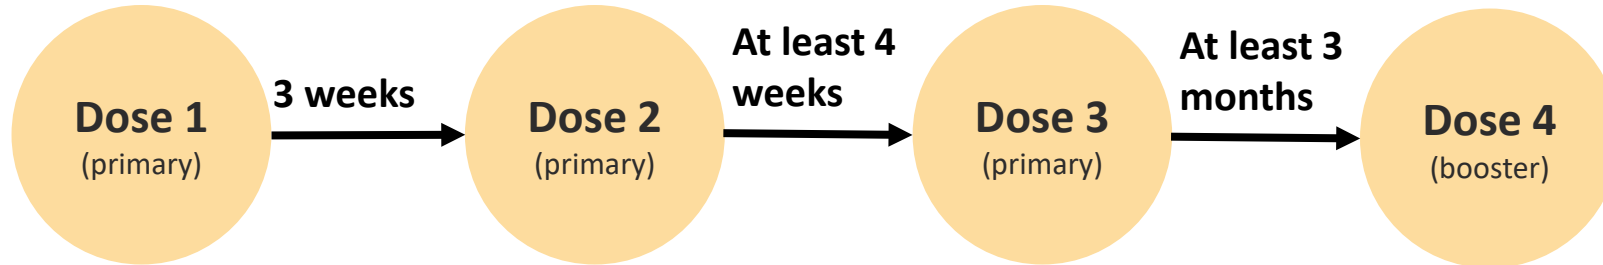 Dose 1
(primary)
3 weeks
Dose 2
(primary)
At least 4
weeks
Dose 3
(primary)
At least 3
months
Dose 4
(booster)